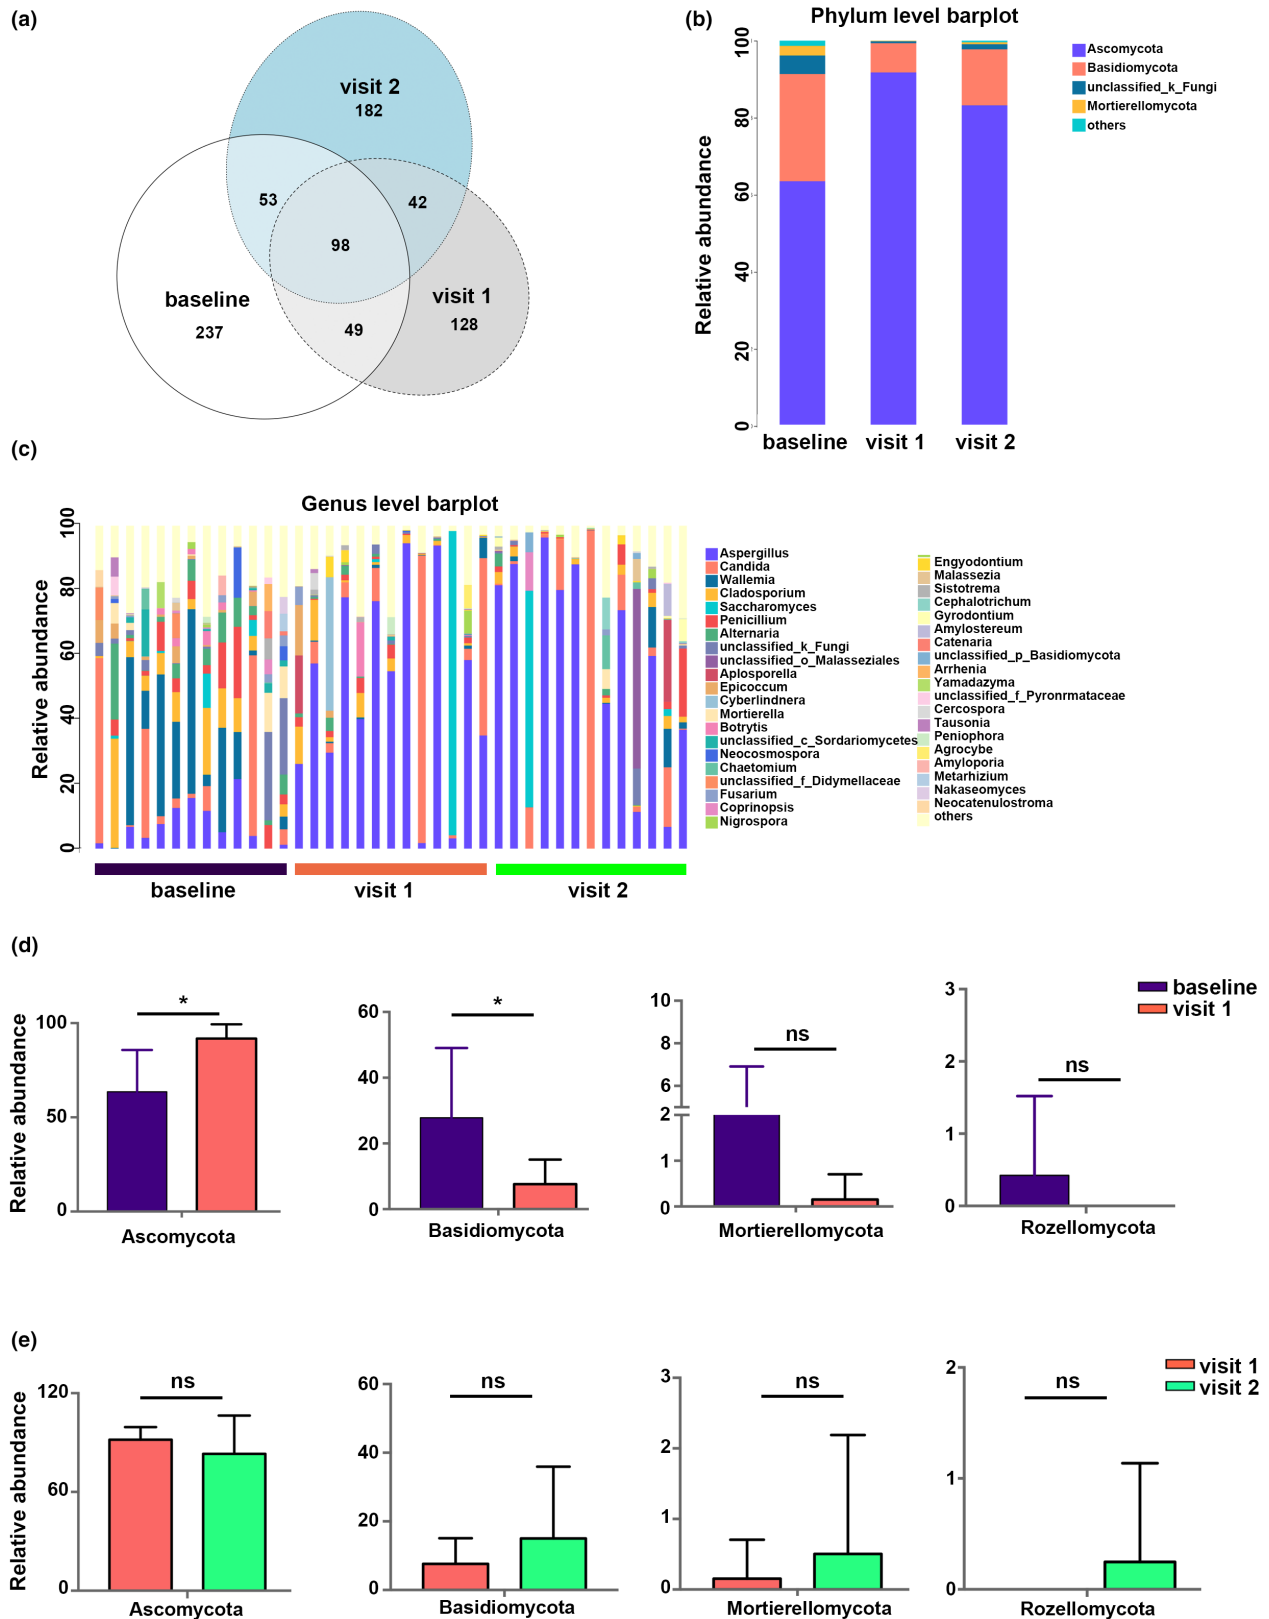 (a)
visit 2
182
53
42
98
baseline
237
visit 1
128
49
(b)
Phylum level barplot
Relative abundance
100
80
60
40
20
0
baseline
visit 1
visit 2
Ascomycota
Basidiomycota
unclassified_k_Fungi
Mortierellomycota
others
(c)
Genus level barplot
Relative abundance
100
80
60
40
20
0
baseline
visit 1
visit 2
Aspergillus
Candida
Wallemia
Cladosporium
Saccharomyces
Penicillium
Alternaria
unclassified_k_Fungi
unclassified_o_Malasseziales
Aplosporella
Epicoccum
Cyberlindnera
Mortierella
Botrytis
unclassified_c_Sordariomycetes
Neocosmospora
Chaetomium
unclassified_f_Didymellaceae
Fusarium
Coprinopsis
Nigrospora
Engyodontium
Malassezia
Sistotrema
Cephalotrichum
Gyrodontium
Amylostereum
Catenaria
unclassified_p_Basidiomycota
Arrhenia
Yamadazyma
unclassified_f_Pyronrmataceae
Cercospora
Tausonia
Peniophora
Agrocybe
Amyloporia
Metarhizium
Nakaseomyces
Neocatenulostroma
others
(d)
Relative abundance
100
50
0
*
Ascomycota
60
40
20
0
*
Basidiomycota
10
8
6
2
1
0
ns
Mortierellomycota
3
2
1
0
ns
Rozellomycota
baseline
visit 1
(e)
Relative abundance
120
60
0
ns
Ascomycota
60
40
20
0
ns
Basidiomycota
3
2
1
0
ns
Mortierellomycota
2
1
0
ns
Rozellomycota
visit 1
visit 2